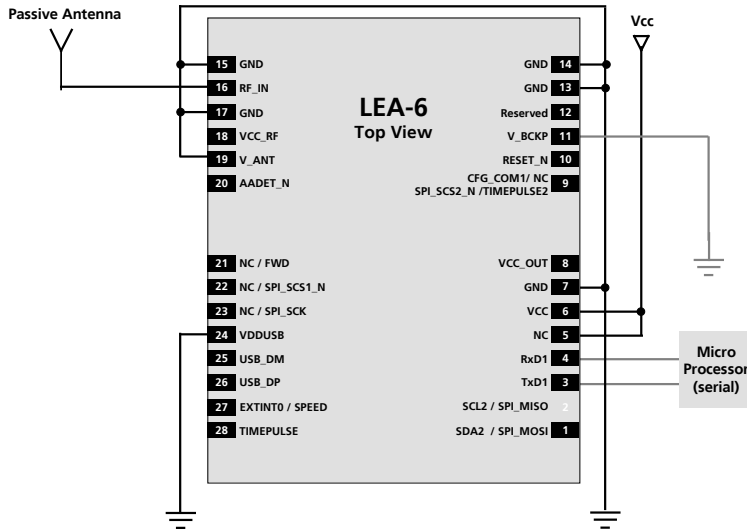 Passive Antenna
Vcc
LEA-6
Top View
15 GND
16 RF_IN
17 GND
18 VCC_RF
19 V_ANT
20 AADET_N
21 NC / FWD
22 NC / SPI_SCS1_N
23 NC / SPI_SCK
24 VDDUSB
25 USB_DM
26 USB_DP
27 EXTINT0 / SPEED
28 TIMEPULSE
GND 14
GND 13
Reserved 12
V_BCKP 11
RESET_N 10
CFG_COM1/ NC
SPI_SCS2_N /TIMEPULSE2 9
VCC_OUT 8
GND 7
VCC 6
NC 5
RxD1 4
TxD1 3
SCL2 / SPI_MISO 2
SDA2 / SPI_MOSI 1
Micro
Processor
(serial)